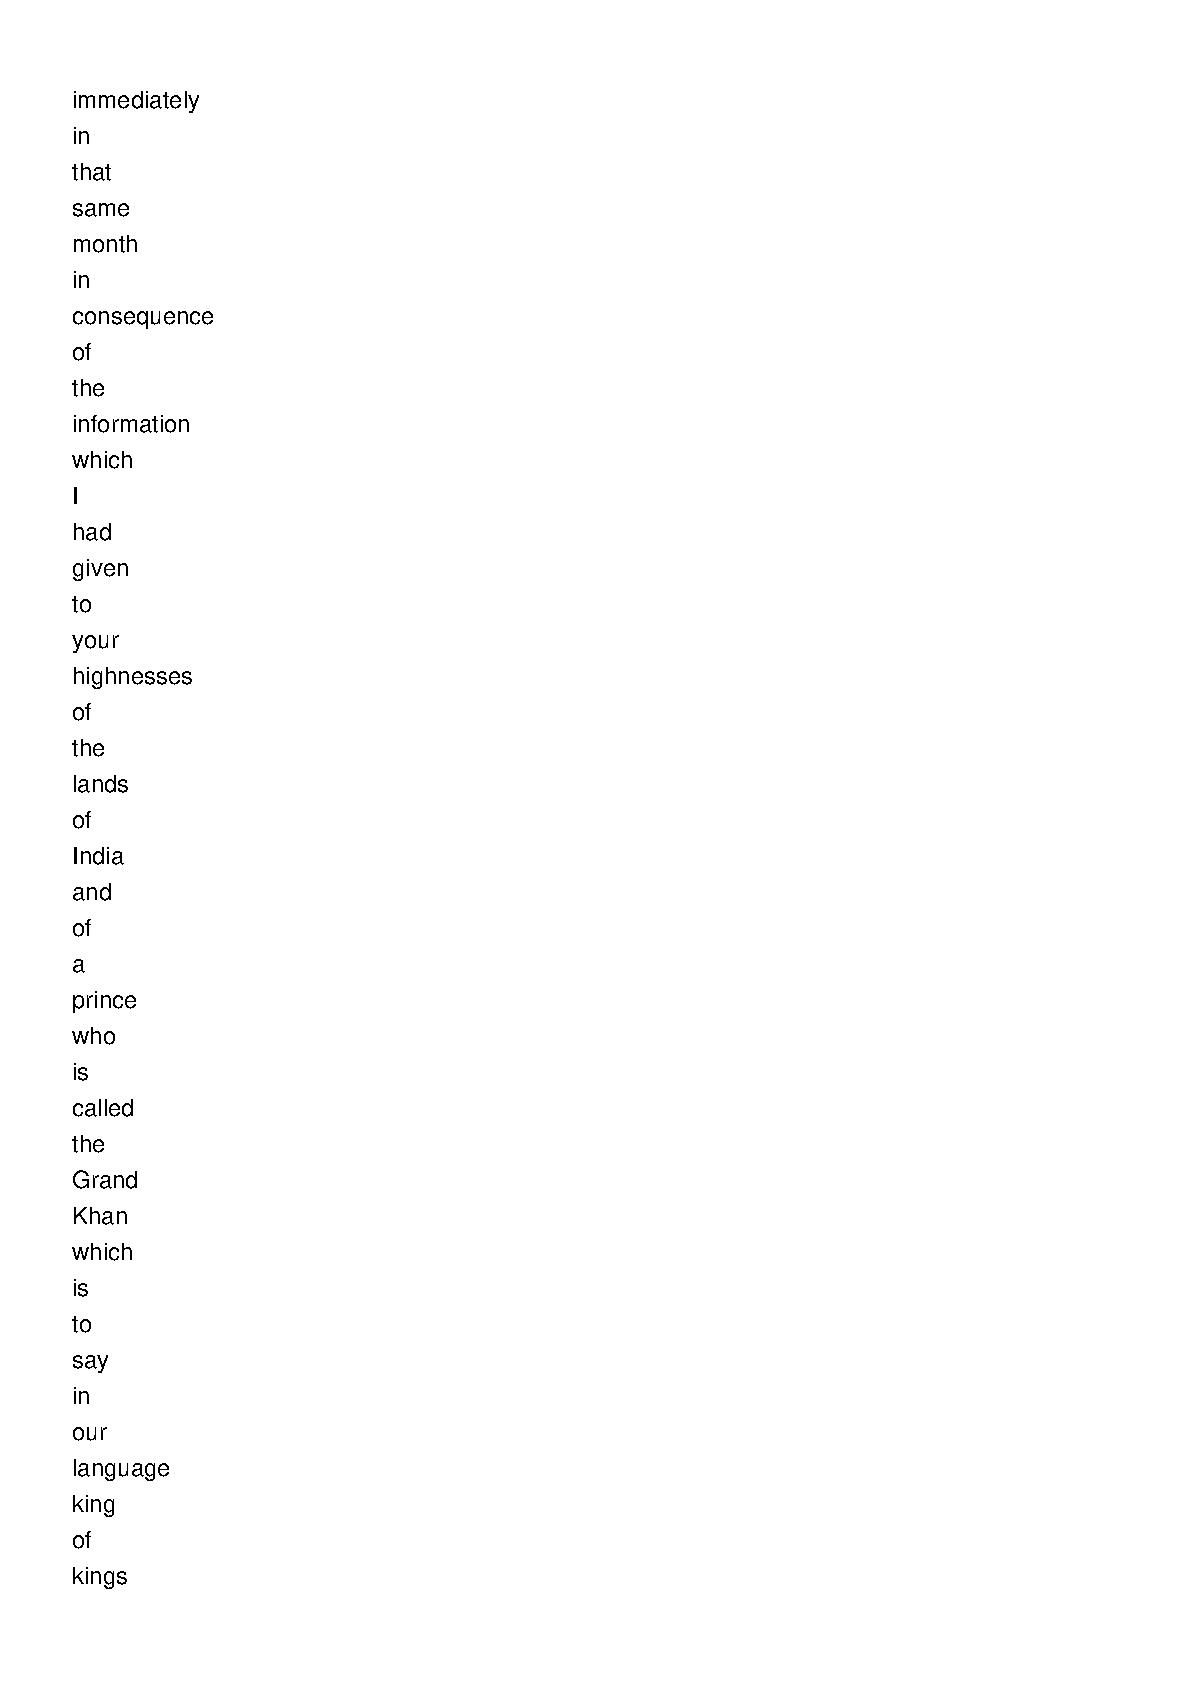 immediately
in
that
same
month
in
consequence
of
the
information
which
I
had
given
to
your
highnesses
of
the
lands
of
India
and
of
a
prince
who
is
called
the
Grand
Khan
which
is
to
say
in
our
language
king
of
kings